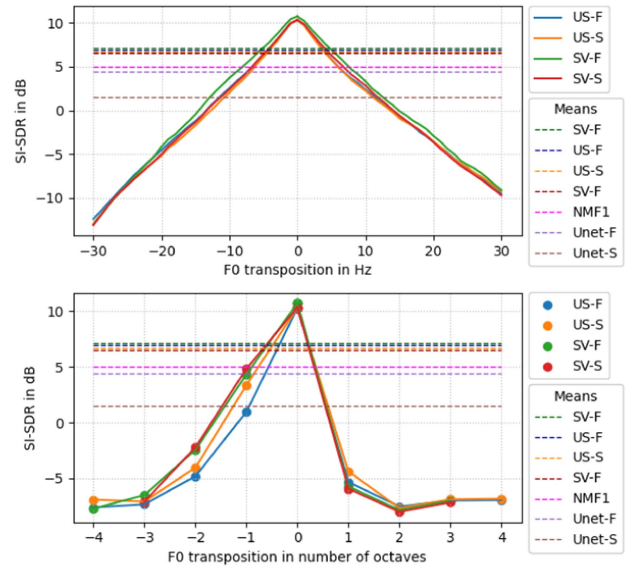 10
5
0
−5
−10
SI-SDR in dB
−30 −20 −10 0 10 20 30
F0 transposition in Hz
US-F
US-S
SV-F
SV-S
Means
SV-F
US-F
US-S
SV-F
NMF1
Unet-F
Unet-S
10
5
0
−5
SI-SDR in dB
−4 −3 −2 −1 0 1 2 3 4
F0 transposition in number of octaves
US-F
US-S
SV-F
SV-S
Means
SV-F
US-F
US-S
SV-F
NMF1
Unet-F
Unet-S